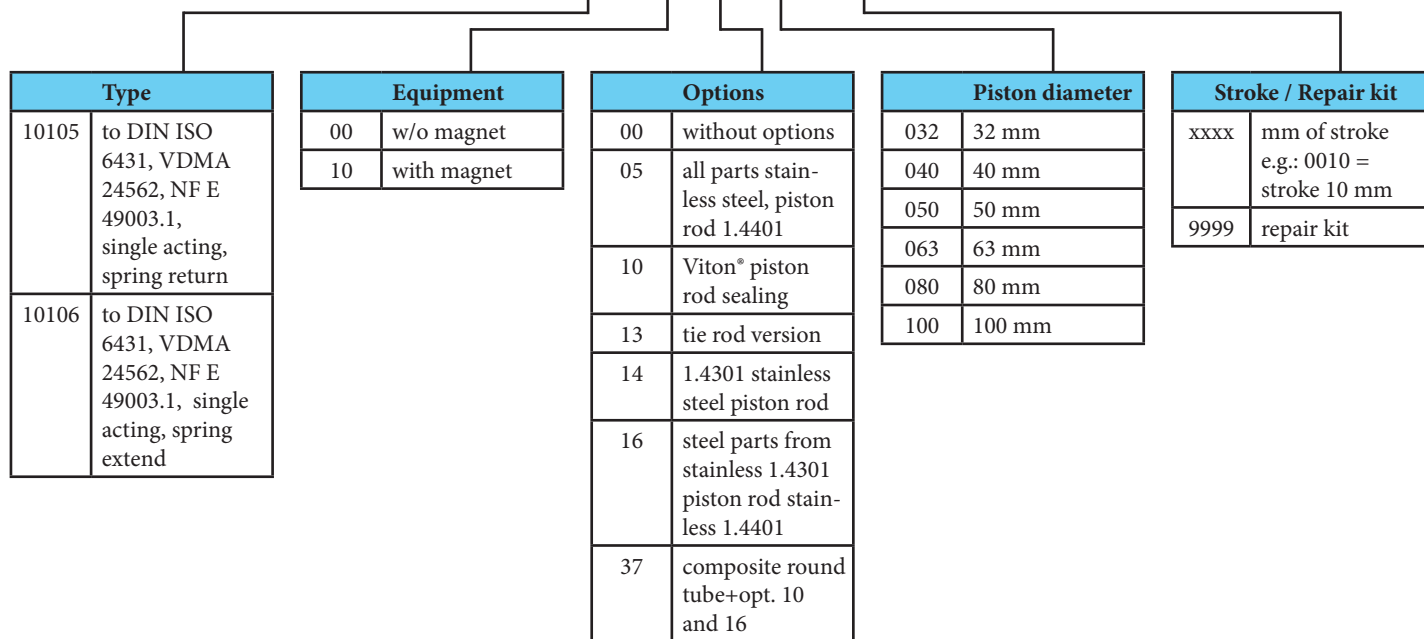 Type
10105 to DIN ISO
6431, VDMA
24562, NF E
49003.1,
single acting,
spring return
10106 to DIN ISO
6431, VDMA
24562, NF E
49003.1, single
acting, spring
extend
Equipment
00 w/o magnet
10 with magnet
Options
00 without options
05 all parts stain-
less steel, piston
rod 1.4401
10 Viton® piston
rod sealing
13 tie rod version
14 1.4301 stainless
steel piston rod
16 steel parts from
stainless 1.4301
piston rod stain-
less 1.4401
37 composite round
tube+opt. 10
and 16
Piston diameter
032 32 mm
040 40 mm
050 50 mm
063 63 mm
080 80 mm
100 100 mm
Stroke / Repair kit
xxxx mm of stroke
e.g.: 0010 =
stroke 10 mm
9999 repair kit